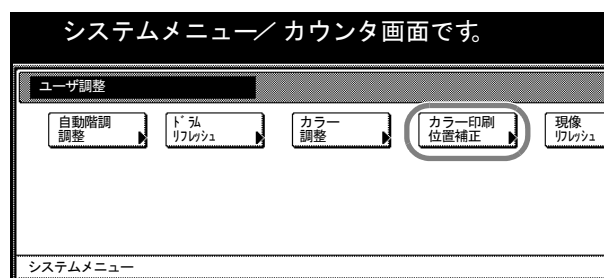 システムメニュー／カウンタ画面です。
ユーザ調整
自動階調
調整
ドラム
リフレッシュ
カラー
調整
カラー印刷
位置補正
現像
リフレッシュ
システムメニュー